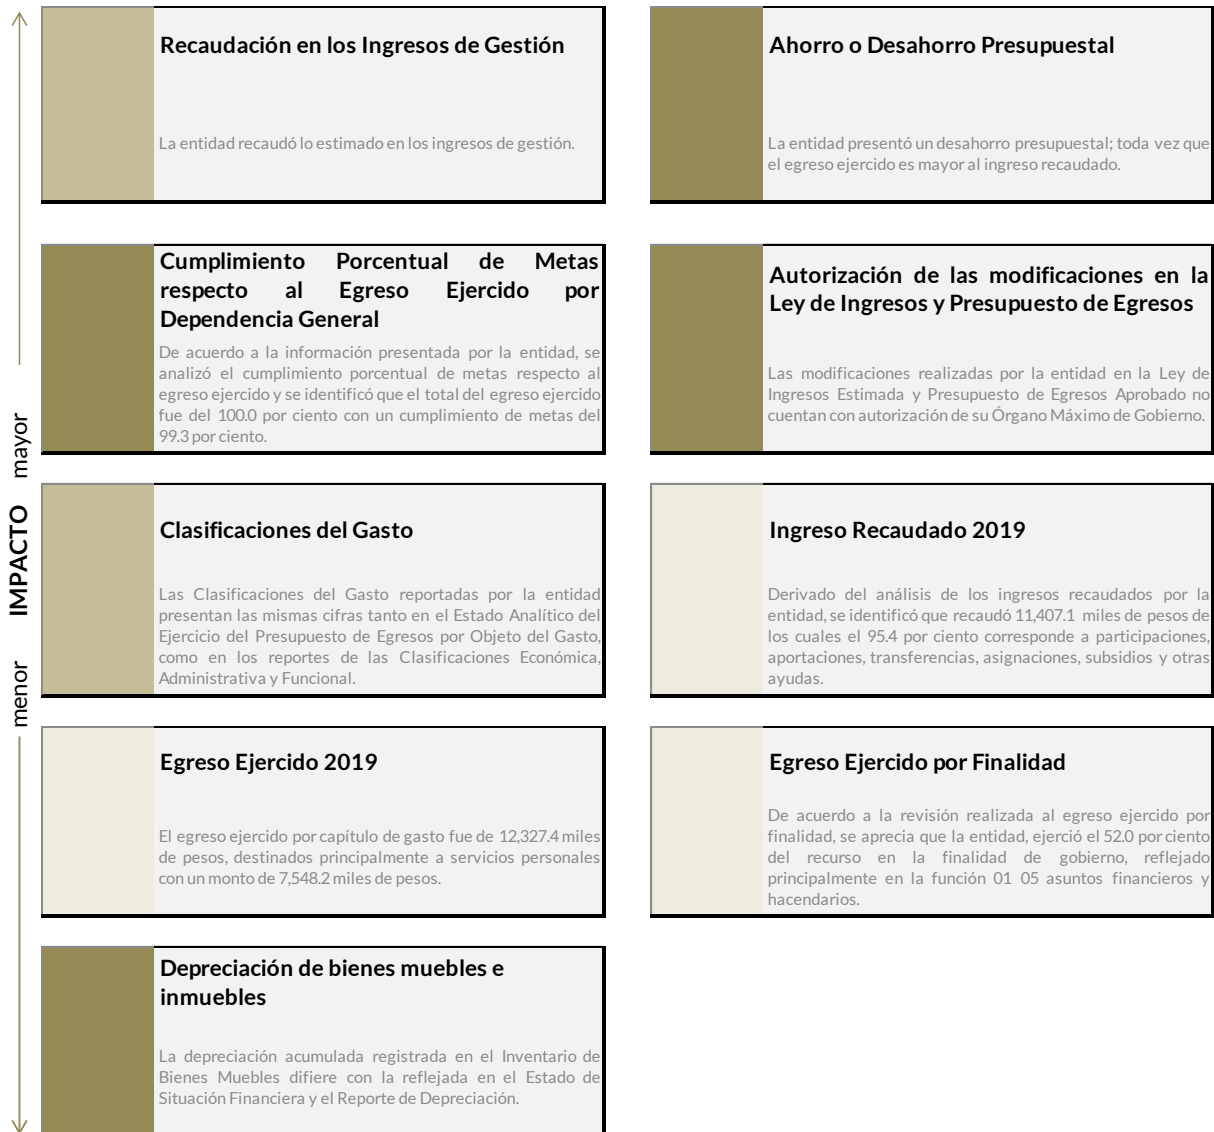 Recaudación en los Ingresos de Gestión
La entidad recaudó lo estimado en los ingresos de gestión.
Ahorro o Desahorro Presupuestal
La entidad presentó un desahorro presupuestal; toda vez que
el egreso ejercido es mayor al ingreso recaudado.
Cumplimiento Porcentual de Metas
respecto al Egreso Ejercido por
Dependencia General
De acuerdo a la información presentada por la entidad, se
analizó el cumplimiento porcentual de metas respecto al
egreso ejercido y se identificó que el total del egreso ejercido
fue del 100.0 por ciento con un cumplimiento de metas del
99.3 por ciento.
Autorización de las modificaciones en la
Ley de Ingresos y Presupuesto de Egresos
Las modificaciones realizadas por la entidad en la Ley de
Ingresos Estimada y Presupuesto de Egresos Aprobado no
cuentan con autorización de su Órgano Máximo de Gobierno.
menor IMPACTO mayor
Clasificaciones del Gasto
Las Clasificaciones del Gasto reportadas por la entidad
presentan las mismas cifras tanto en el Estado Analítico del
Ejercicio del Presupuesto de Egresos por Objeto del Gasto,
como en los reportes de las Clasificaciones Económica,
Administrativa y Funcional.
Ingreso Recaudado 2019
Derivado del análisis de los ingresos recaudados por la
entidad, se identificó que recaudó 11,407.1 miles de pesos de
los cuales el 95.4 por ciento corresponde a participaciones,
aportaciones, transferencias, asignaciones, subsidios y otras
ayudas.
Egreso Ejercido 2019
El egreso ejercido por capítulo de gasto fue de 12,327.4 miles
de pesos, destinados principalmente a servicios personales
con un monto de 7,548.2 miles de pesos.
Egreso Ejercido por Finalidad
De acuerdo a la revisión realizada al egreso ejercido por
finalidad, se aprecia que la entidad, ejerció el 52.0 por ciento
del recurso en la finalidad de gobierno, reflejado
principalmente en la función 01 05 asuntos financieros y
hacendarios.
Depreciación de bienes muebles e
inmuebles
La depreciación acumulada registrada en el Inventario de
Bienes Muebles difiere con la reflejada en el Estado de
Situación Financiera y el Reporte de Depreciación.